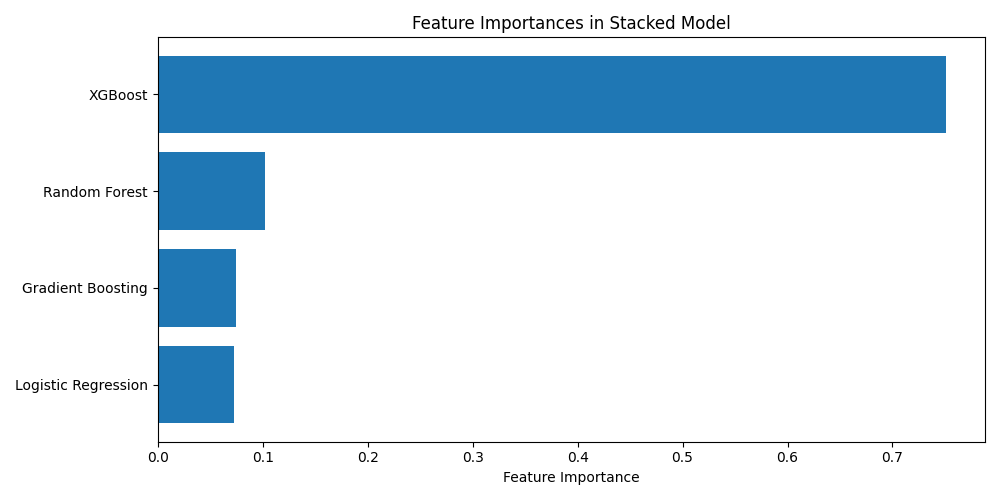 Feature Importances in Stacked Model
XGBoost
Random Forest
Gradient Boosting
Logistic Regression
0.0 0.1 0.2 0.3 0.4 0.5 0.6 0.7
Feature Importance